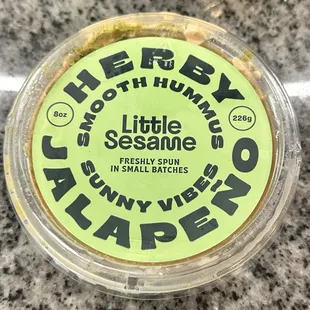 HERBY
SMOOTH HUMMUS
8oz
226g
Little
Sesame
FRESHLY SPUN
IN SMALL BATCHES
SUNNY VIBES
JALAPEÑO